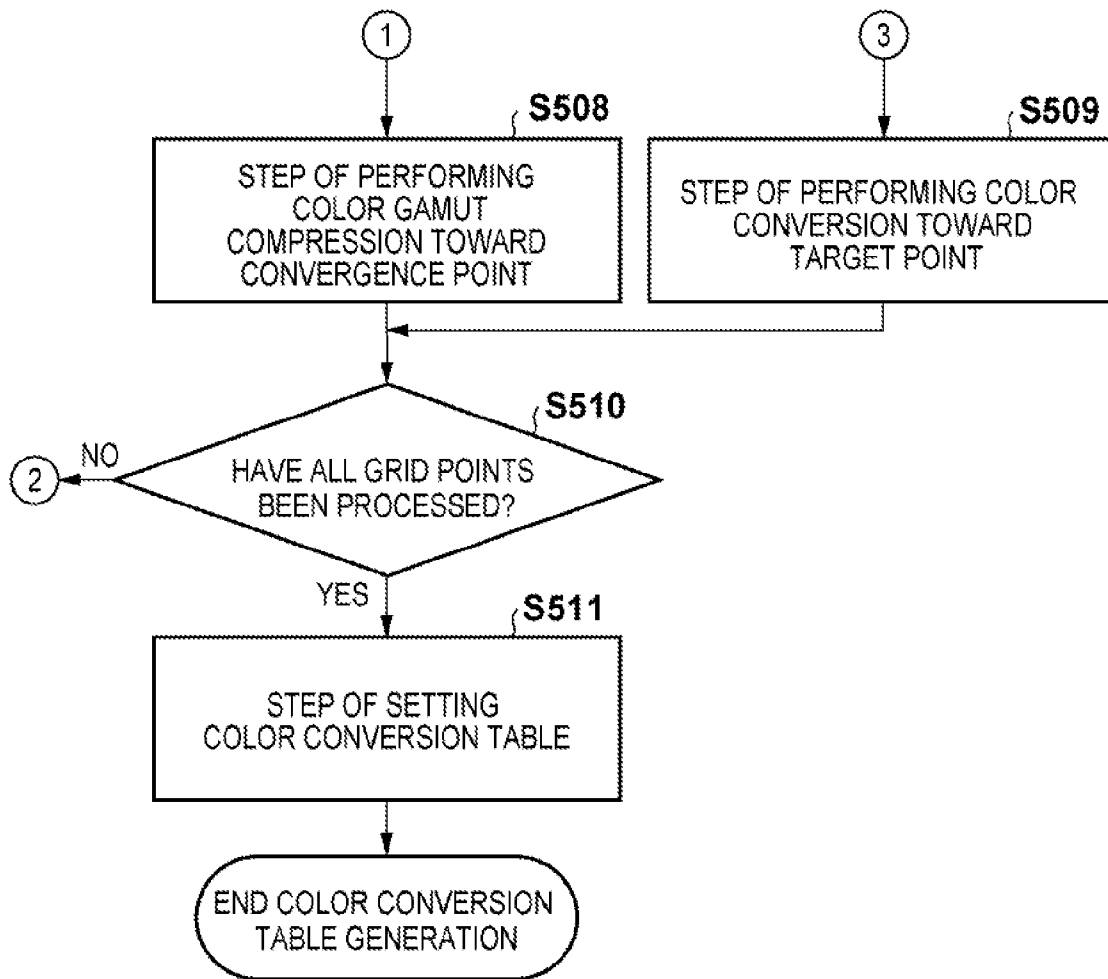 1
3
S508
STEP OF PERFORMING
COLOR GAMUT
COMPRESSION TOWARD
CONVERGENCE POINT
S509
STEP OF PERFORMING COLOR
CONVERSION TOWARD
TARGET POINT
S510
HAVE ALL GRID POINTS
BEEN PROCESSED?
NO
2
YES
S511
STEP OF SETTING
COLOR CONVERSION TABLE
END COLOR CONVERSION
TABLE GENERATION